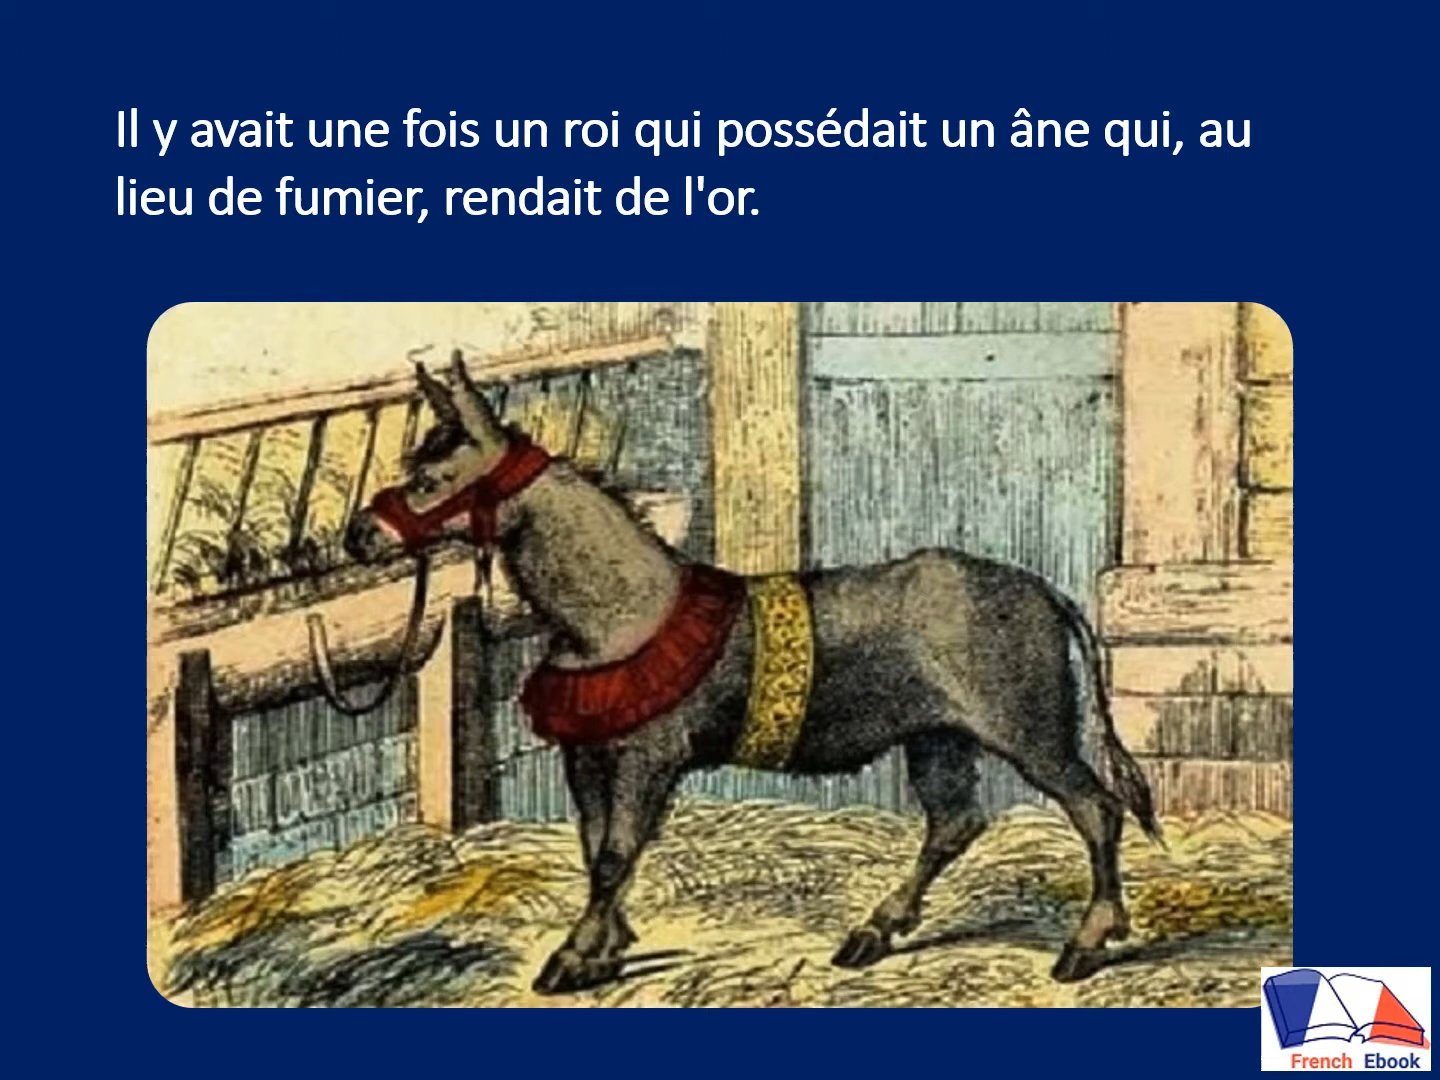 Il y avait une fois un roi qui possédait un âne qui, au
lieu de fumier, rendait de l'or.
French Ebook